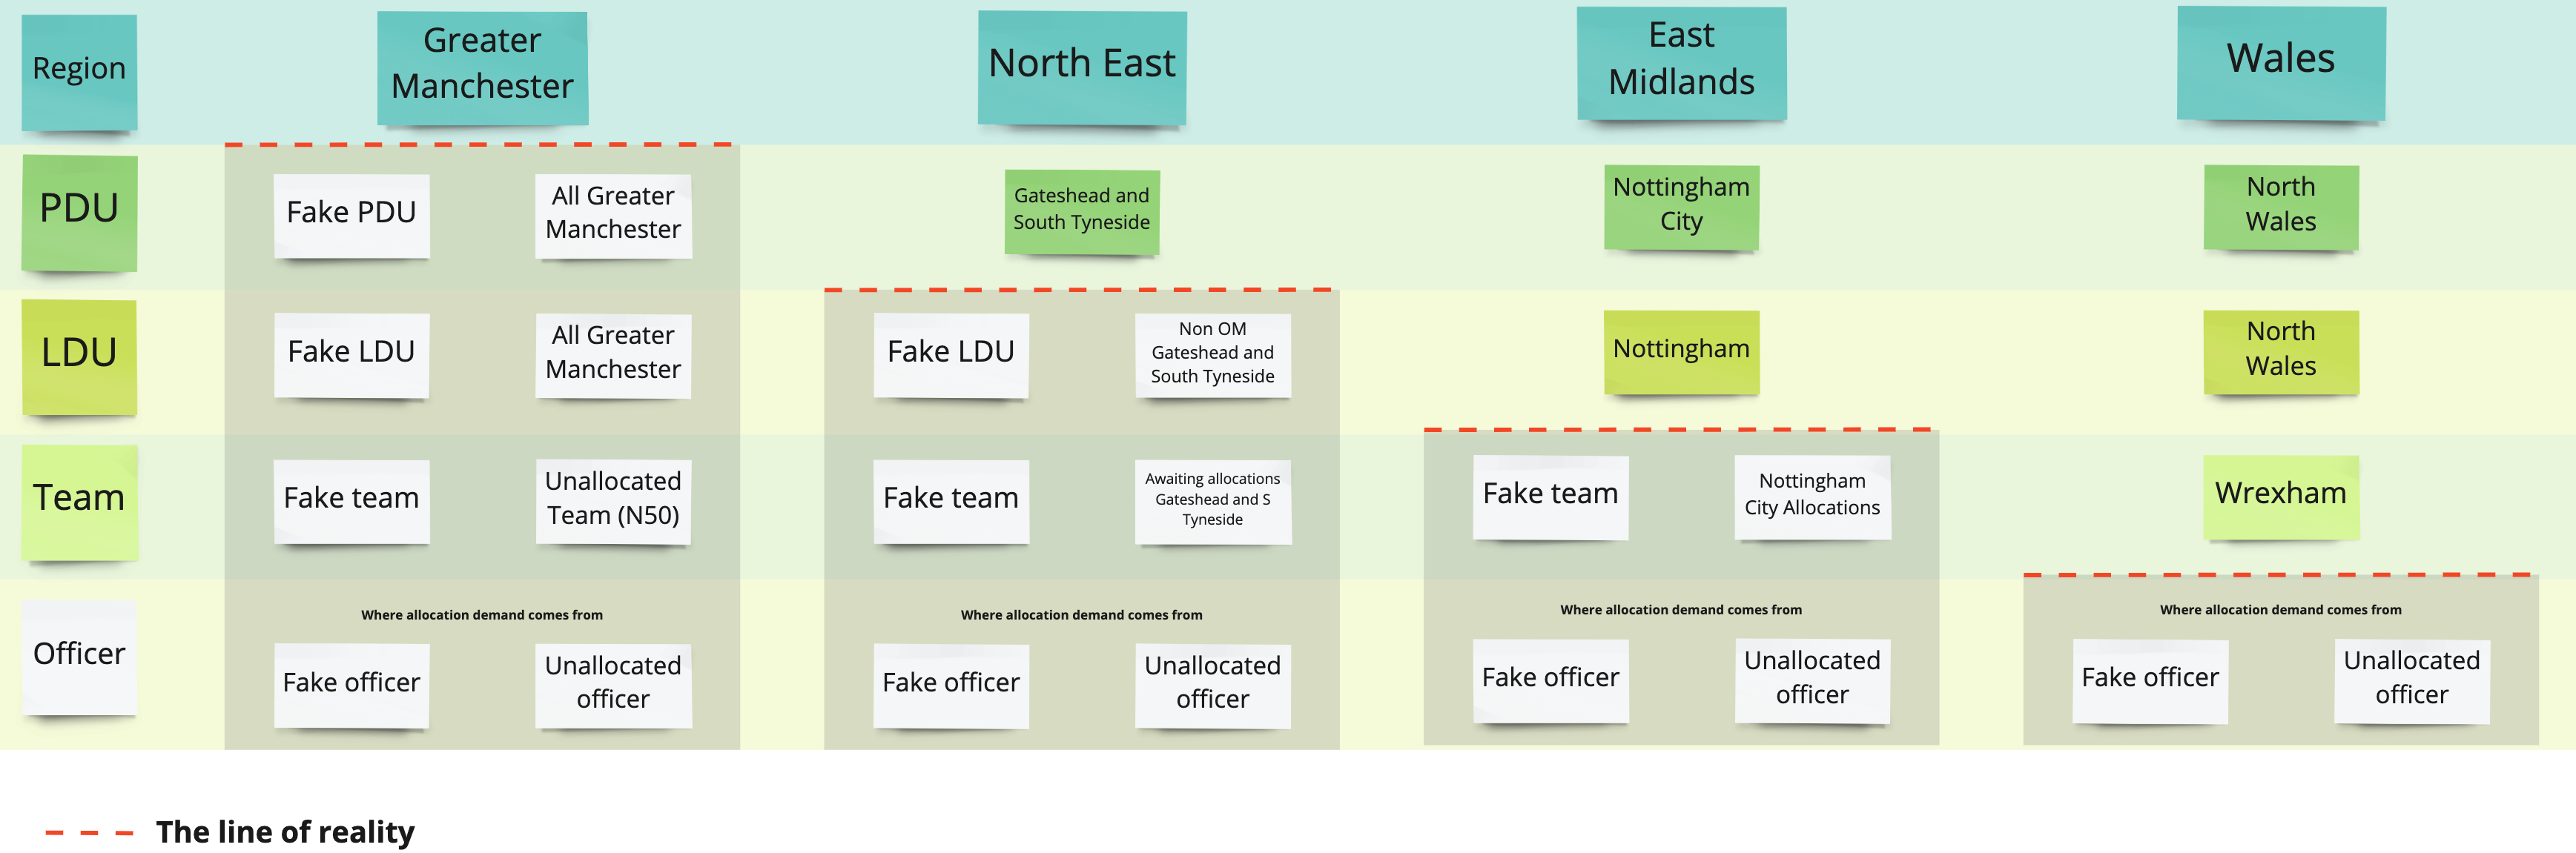 Region
Greater
Manchester
North East
East
Midlands
Wales
PDU
Fake PDU
All Greater
Manchester
Gateshead and
South Tyneside
Nottingham
City
North
Wales
LDU
Fake LDU
All Greater
Manchester
Fake LDU
Non OM
Gateshead and
South Tyneside
Nottingham
North
Wales
Team
Fake team
Unallocated
Team (N50)
Fake team
Awaiting allocations
Gateshead and S
Tyneside
Fake team
Nottingham
City Allocations
Wrexham
Officer
Where allocation demand comes from
Fake officer
Unallocated
officer
Where allocation demand comes from
Fake officer
Unallocated
officer
Where allocation demand comes from
Fake officer
Unallocated
officer
Where allocation demand comes from
Fake officer
Unallocated
officer
The line of reality